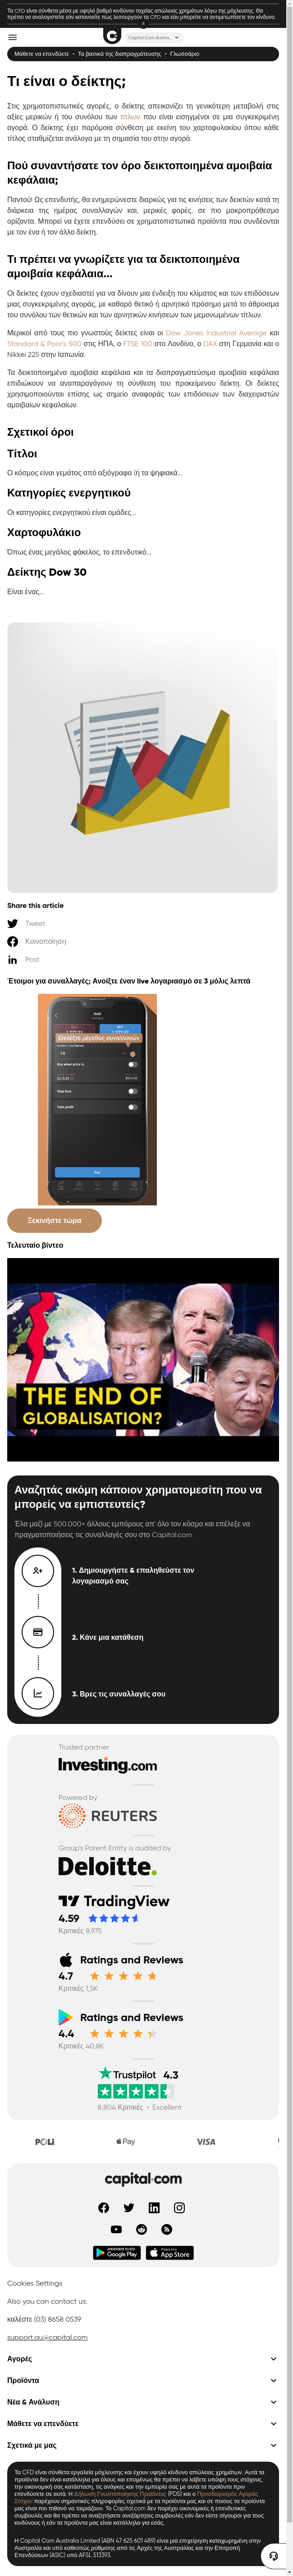 Τα CFD είναι σύνθετα μέσα με υψηλό βαθμό κινδύνου ταχείας απώλειας χρημάτων λόγω της μόχλευσης. Θα
πρέπει να αναλογιστείτε εάν κατανοείτε πως λειτουργούν τα CFD και εάν μπορείτε να αντιμετωπίσετε τον κίνδυνο.
Capital Com Austra...
Μάθετε να επενδύετε • Τα βασικά της διαπραγμάτευσης • Γλωσσάριο
Τι είναι ο δείκτης;
Στις χρηματοπιστωτικές αγορές, ο δείκτης απεικονίζει τη γενικότερη μεταβολή στις
αξίες μερικών ή του συνόλου των τίτλων που είναι εισηγμένοι σε μια συγκεκριμένη
αγορά. Ο δείκτης έχει παρόμοια σύνθεση με εκείνη του χαρτοφυλακίου όπου κάθε
τίτλος σταθμίζεται ανάλογα με τη σημασία του στην αγορά.
Πού συναντήσατε τον όρο δεικτοποιημένα αμοιβαία
κεφάλαια;
Παντού! Ως επενδυτής, θα ενημερώνεστε διαρκώς για τις κινήσεις των δεικτών κατά τη
διάρκεια της ημέρας συναλλαγών και, μερικές φορές, σε πιο μακροπρόθεσμο
ορίζοντα. Μπορεί να έχετε επενδύσει σε χρηματοπιστωτικά προϊόντα που συνδέονται
με τον ένα ή τον άλλο δείκτη.
Τι πρέπει να γνωρίζετε για τα δεικτοποιημένα
αμοιβαία κεφάλαια...
Οι δείκτες έχουν σχεδιαστεί για να δίνουν μια ένδειξη του κλίματος και των επιδόσεων
μιας συγκεκριμένης αγοράς, με καθαρό θετικό ή αρνητικό πρόσημο μετά το άθροισμα
του συνόλου των θετικών και των αρνητικών κινήσεων των μεμονωμένων τίτλων.
Μερικοί από τους πιο γνωστούς δείκτες είναι οι Dow Jones Industrial Average και
Standard & Poor's 500 στις ΗΠΑ, ο FTSE 100 στο Λονδίνο, ο DAX στη Γερμανία και ο
Nikkei 225 στην Ιαπωνία.
Τα δεικτοποιημένα αμοιβαία κεφάλαια και τα διαπραγματεύσιμα αμοιβαία κεφάλαια
επιδιώκουν να αναπαραγάγουν τη σύνθεση του προκείμενου δείκτη. Οι δείκτες
χρησιμοποιούνται επίσης ως σημείο αναφοράς των επιδόσεων των διαχειριστών
αμοιβαίων κεφαλαίων.
Σχετικοί όροι
Τίτλοι
Ο κόσμος είναι γεμάτος από αξιόγραφα (ή τα ψηφιακά...
Κατηγορίες ενεργητικού
Οι κατηγορίες ενεργητικού είναι ομάδες...
Χαρτοφυλάκιο
Όπως ένας μεγάλος φάκελος, το επενδυτικό...
Δείκτης Dow 30
Είναι ένας...
Share this article
Tweet
Κοινοποίηση
Post
Έτοιμοι για συναλλαγές; Ανοίξτε έναν live λογαριασμό σε 3 μόλις λεπτά
Gold
Επιλέξτε μέγεθος συναλλαγών
14
Buy when price is
Stop loss
Take profit
Buy
Ξεκινήστε τώρα
Τελευταίο βίντεο
THE END OF
GLOBALISATION?
Αναζητάς ακόμη κάποιον χρηματομεσίτη που να
μπορείς να εμπιστευτείς?
Έλα μαζί με 500.000+ άλλους εμπόρους απ' όλο τον κόσμο και επέλεξε να
πραγματοποιήσεις τις συναλλαγές σου στο Capital.com
1. Δημιουργήστε & επαληθεύστε τον
λογαριασμό σας
2. Κάνε μια κατάθεση
3. Βρες τις συναλλαγές σου
Trusted partner
Investing.com
Powered by
REUTERS
Group's Parent Entity is audited by
Deloitte.
TradingView
4.59
Κριτικές 8,975
Ratings and Reviews
4.7
Κριτικές 1,5K
Ratings and Reviews
4.4
Κριτικές 40,8K
Trustpilot 4.3
8,804 Κριτικές • Excellent
POLi
Pay
VISA
capital.com
Google Play
App Store
Cookies Settings
Also you can contact us:
καλέστε (03) 8658 0539
support.au@capital.com
Αγορές
Προϊόντα
Νέα & Ανάλυση
Μάθετε να επενδύετε
Σχετικά με μας
Τα CFD είναι σύνθετα εργαλεία μόχλευσης και έχουν υψηλό κίνδυνο απώλειας χρημάτων. Αυτά τα
προϊόντα δεν είναι κατάλληλα για όλους και επομένως θα πρέπει να λάβετε υπόψη τους στόχους,
την οικονομική σας κατάσταση, τις ανάγκες και την εμπειρία σας με αυτά τα προϊόντα πριν
επενδύσετε σε αυτά. Η Δήλωση Γνωστοποίησης Προϊόντος (PDS) και ο Προσδιορισμός Αγοράς
Στόχου παρέχουν σημαντικές πληροφορίες σχετικά με τα προϊόντα μας και σε ποιους τύπους πελατών
μας είναι πιο πιθανό να ταιριάζουν. Το Capital.com δεν παρέχει συμβουλές ή συστάσεις για αυτά τα
προϊόντα και θα πρέπει να αναζητήσετε ανεξάρτητες συμβουλές εάν δεν είστε σίγουροι για τους
κινδύνους ή εάν τα προϊόντα μας είναι κατάλληλα για εσάς.
Η Capital Com Australia Limited (ABN 47 625 601 489) είναι μια επιχείρηση καταχωρημένη στην
Αυστραλία και υπό καθεστώς ρύθμισης από τις Αρχές της Αυστραλίας και την Επιτροπή
Επενδύσεων (ASIC) υπό AFSL 513393.